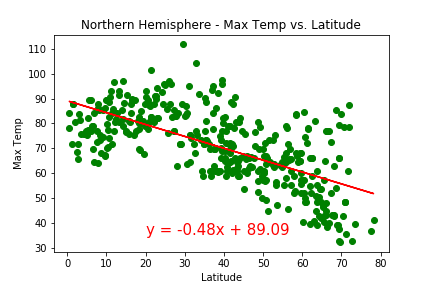 Northern Hemisphere - Max Temp vs. Latitude
Max Temp
110
100
90
80
70
60
50
40
30
y = -0.48x + 89.09
0 10 20 30 40 50 60 70 80
Latitude